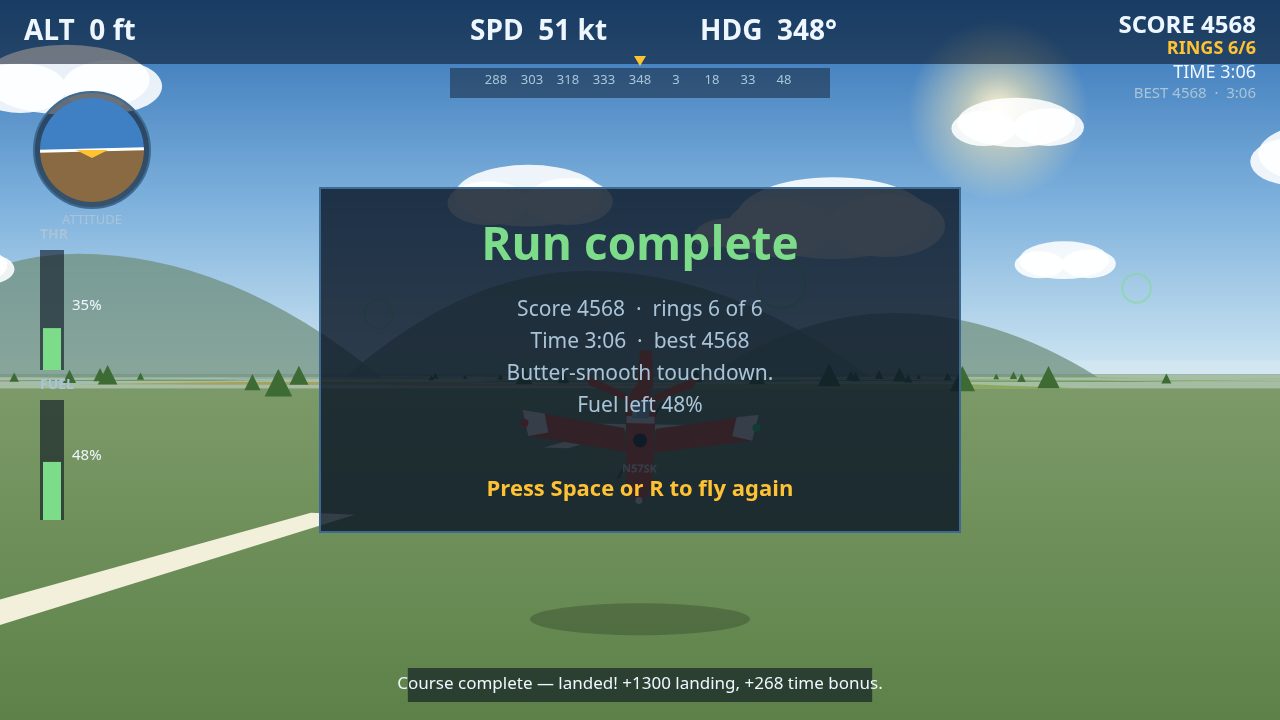 ALT 0 ft
SPD 51 kt
HDG 348°
SCORE 4568
RINGS 6/6
TIME 3:06
BEST 4568 · 3:06
288 303 318 333 348 3 18 33 48
ATTITUDE
THR
35%
FUEL
48%
Run complete
Score 4568 · rings 6 of 6
Time 3:06 · best 4568
Butter-smooth touchdown.
Fuel left 48%
N57SK
Press Space or R to fly again
Course complete — landed! +1300 landing, +268 time bonus.